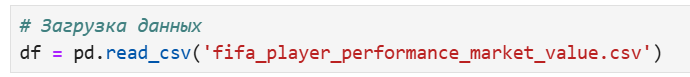 # Загрузка данных
df = pd.read_csv('fifa_player_performance_market_value.csv')